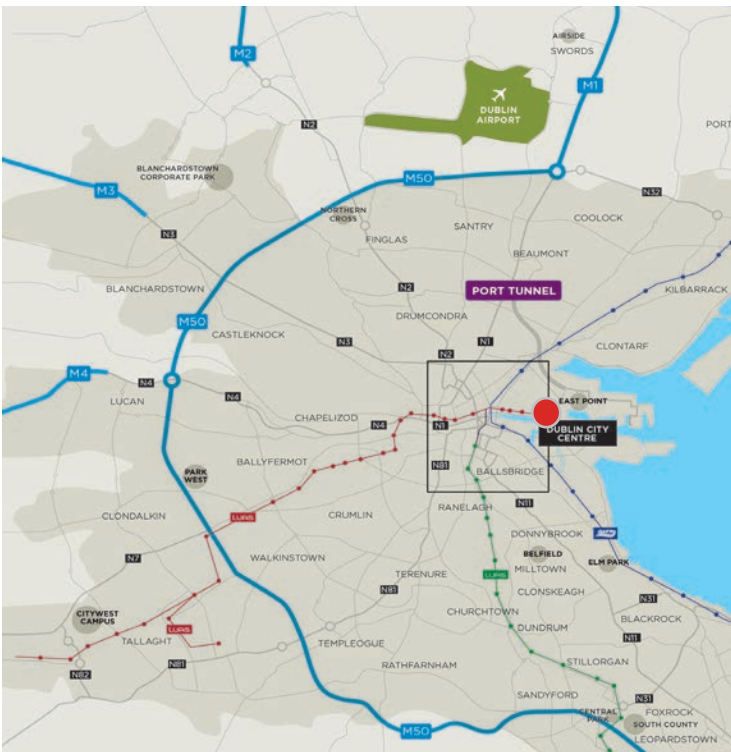 M2
AIRSIDE
SWORDS
M1
DUBLIN
AIRPORT
N2
PORT
BLANCHARDSTOWN
CORPORATE PARK
M50
M3
N32
NORTHERN
CROSS
COOLOCK
SANTRY
FINGLAS
N3
BEAUMONT
BLANCHARDSTOWN
N2
PORT TUNNEL
KILBARRACK
DRUMCONDRA
M50
CASTLEKNOCK
N3
N1
CLONTARF
N2
M4
N4
LUCAN
N4
EAST POINT
CHAPELIZOD
N4
N1
DUBLIN CITY
CENTRE
BALLYFERMOT
N81
BALLSBRIDGE
PARK
WEST
RANELAGH
N11
CLONDALKIN
LUAS
CRUMLIN
DONNYBROOK
N7
WALKINSTOWN
BELFIELD
ELM PARK
MILLTOWN
TERENURE
LUAS
N81
CLONSKEAGH
N31
CITYWEST
CAMPUS
CHURCHTOWN
BLACKROCK
LUAS
DUNDRUM
TALLAGHT
TEMPLEOGUE
N11
N81
RATHFARNHAM
STILLORGAN
N82
SANDYFORD
N31
CENTRAL
PARK
FOXROCK
SOUTH COUNTY
M50
LEOPARDSTOWN